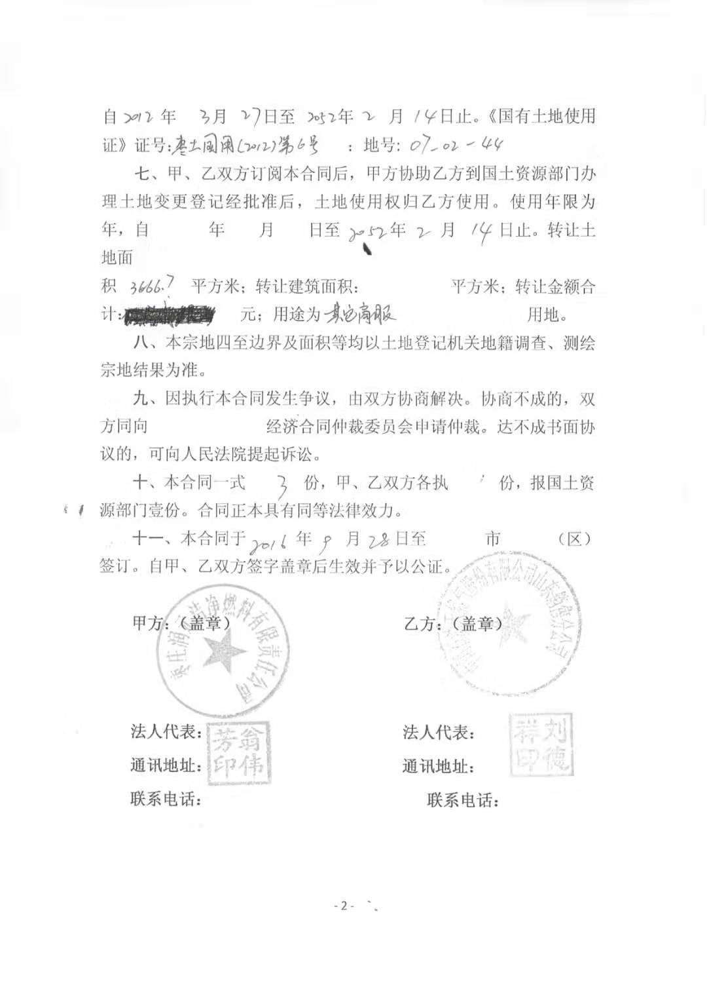 自2012年 3月27日至2052年2月14日止。《国有土地使用
证》证号:枣土国用(2012)第6号 ：地号: 07-02-44
七、甲、乙双方订阅本合同后，甲方协助乙方到国土资源部门办
理土地变更登记经批准后，土地使用权归乙方使用。使用年限为
年，自 年 月 日至2052年2月14日止。转让土
地面
积 3666.7 平方米；转让建筑面积： 平方米；转让金额合
计: 元；用途为其它商服 用地。
八、本宗地四至边界及面积等均以土地登记机关地籍调查、测绘
宗地结果为准。
九、因执行本合同发生争议，由双方协商解决。协商不成的，双
方同向 经济合同仲裁委员会申请仲裁。达不成书面协
议的，可向人民法院提起诉讼。
十、本合同一式 3 份，甲、乙双方各执 份，报国土资
源部门壹份。合同正本具有同等法律效力。
十一、本合同于2016年9月28日至 市 （区）
签订。自甲、乙双方签字盖章后生效并予以公证。
甲方：（盖章） 乙方：（盖章）
枣庄润 洁净燃料有限责任公司
股份有限公司山东 能分公司
法人代表： 法人代表：
翁伟芳印
刘德祥印
通讯地址： 通讯地址：
联系电话： 联系电话：
-2-